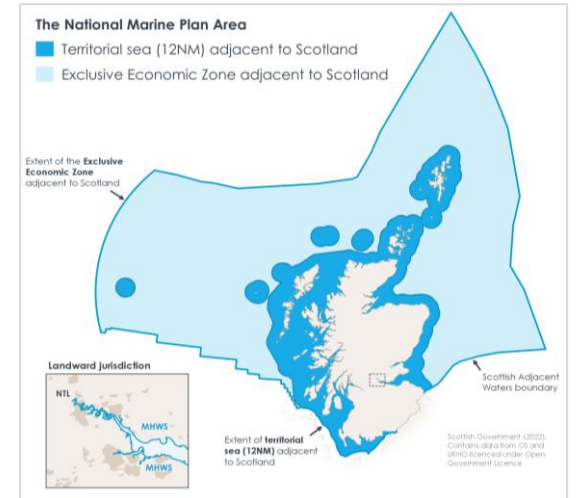 The National Marine Plan Area
Territorial sea (12NM) adjacent to Scotland
Exclusive Economic Zone adjacent to Scotland
Extent of the Exclusive
Economic Zone
adjacent to Scotland
Landward jurisdiction
NTL
MHWS
MHWS
Extent of territorial
sea (12NM) adjacent
to Scotland
Scottish Adjacent
Waters boundary
Scottish Government (2022).
Contains data from OS and
UKHO licenced under Open
Government Licence